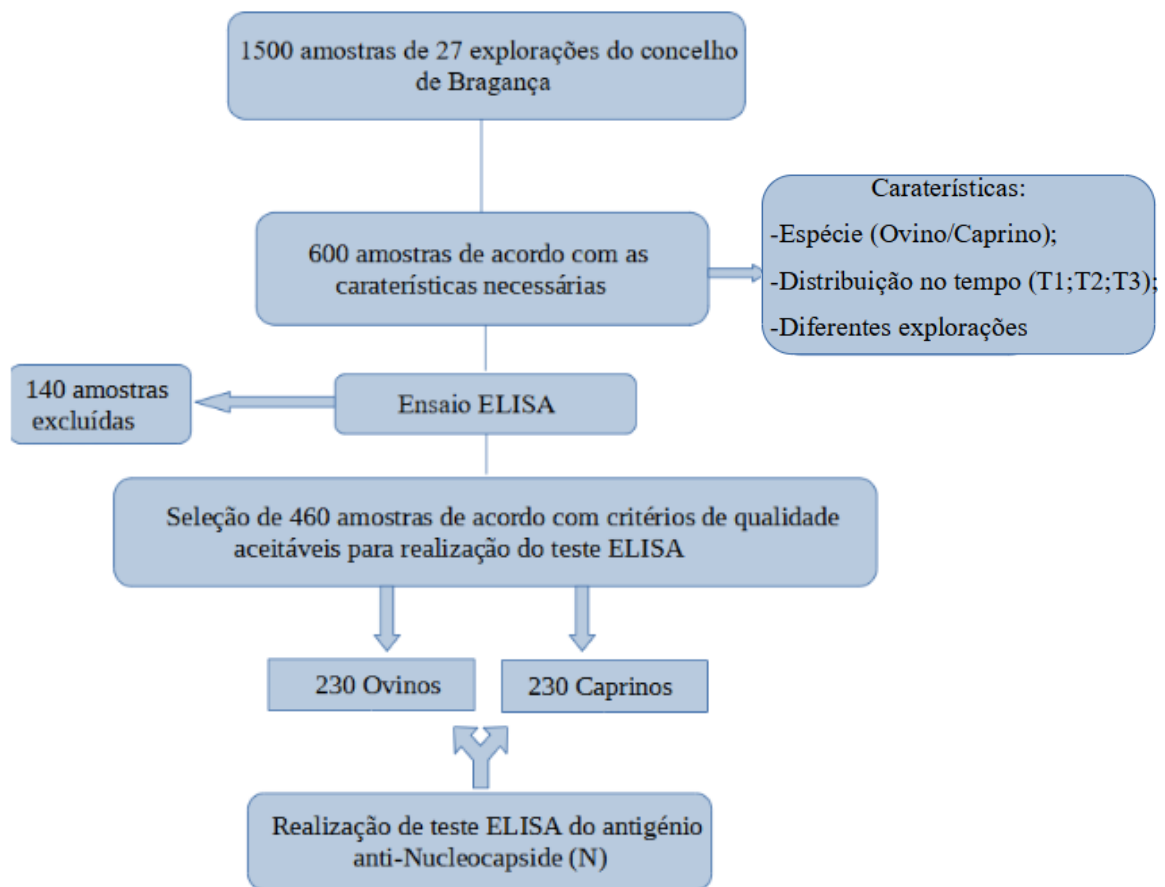 1500 amostras de 27 explorações do concelho
de Bragança
600 amostras de acordo com as
caraterísticas necessárias
Caraterísticas:
-Espécie (Ovino/Caprino);
-Distribuição no tempo (T1;T2;T3);
-Diferentes explorações
140 amostras
excluídas
Ensaio ELISA
Seleção de 460 amostras de acordo com critérios de qualidade
aceitáveis para realização do teste ELISA
230 Ovinos
230 Caprinos
Realização de teste ELISA do antigénio
anti-Nucleocapside (N)